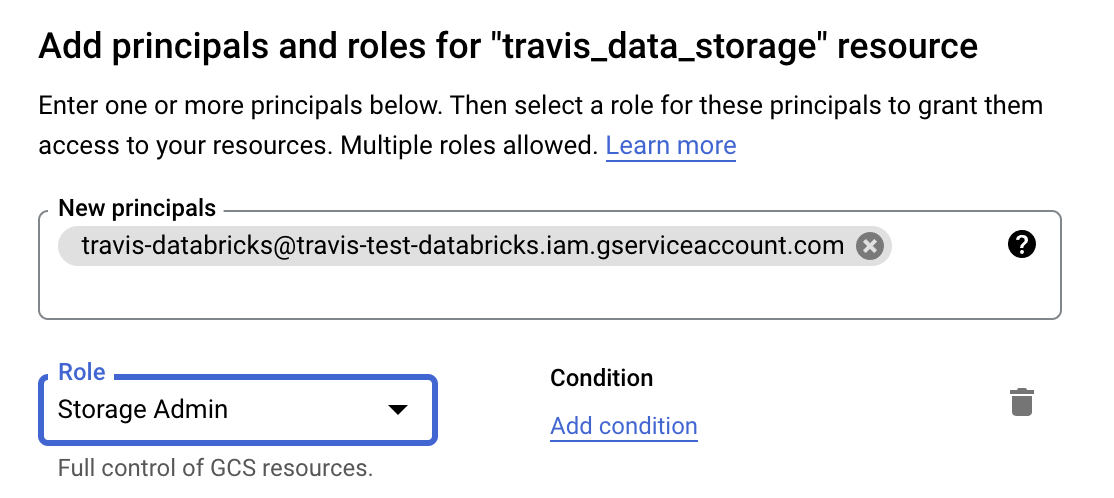 Add principals and roles for "travis_data_storage" resource
Enter one or more principals below. Then select a role for these principals to grant them
access to your resources. Multiple roles allowed. Learn more
New principals
travis-databricks@travis-test-databricks.iam.gserviceaccount.com
Role
Storage Admin
Condition
Add condition
Full control of GCS resources.